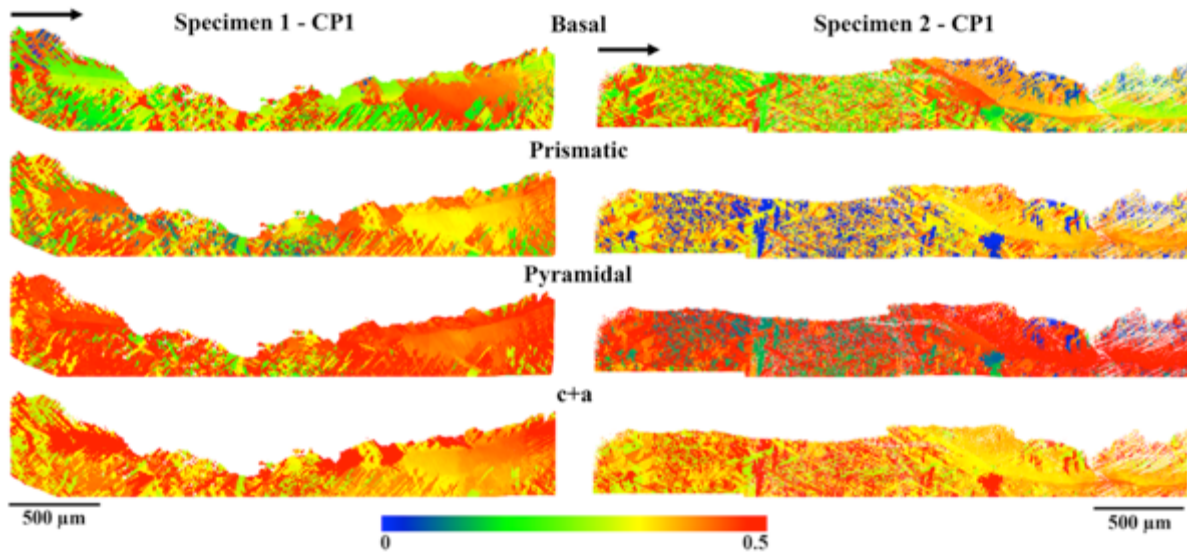 Specimen 1 - CP1
Basal
Specimen 2 - CP1
Prismatic
Pyramidal
c+a
500 µm
0
0.5
500 µm